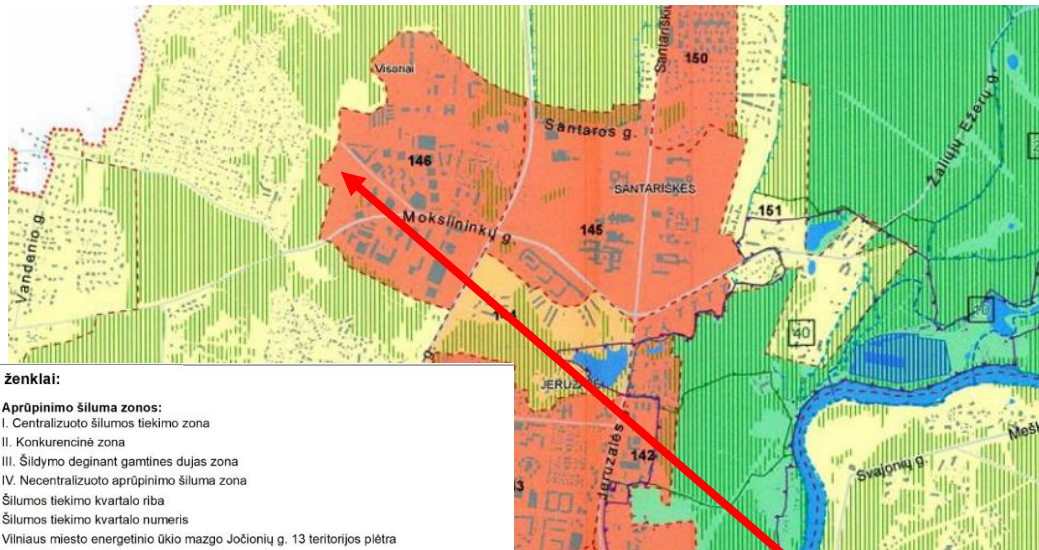 Santariškių
150
Visoriai
Santaros g.
146
SANTARIŠKĖS
Žaliųjų Ežerų g.
Mokslininkų g.
145
151
Vandenio g.
40
JERUZALĖ
Jeruzalės g.
142
Svajonių g.
ženklai:
Aprūpinimo šiluma zonos:
I. Centralizuoto šilumos tiekimo zona
II. Konkurencinė zona
III. Šildymo deginant gamtines dujas zona
IV. Necentralizuoto aprūpinimo šiluma zona
Šilumos tiekimo kvartalo riba
Šilumos tiekimo kvartalo numeris
Vilniaus miesto energetinio ūkio mazgo Jočionių g. 13 teritorijos plėtra